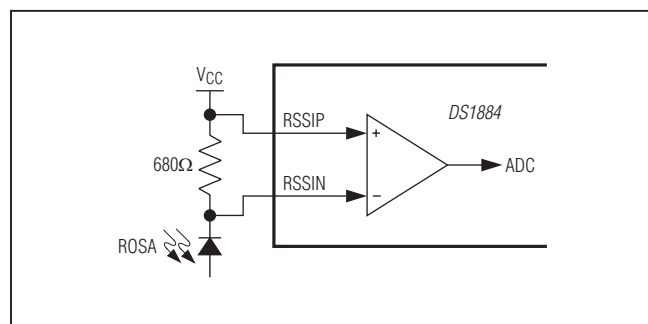 VCC
DS1884
RSSIP
+
680Ω
ADC
RSSIN
−
ROSA